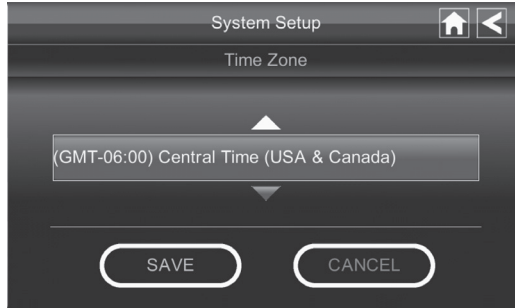 System Setup
Time Zone
(GMT-06:00) Central Time (USA & Canada)
SAVE
CANCEL